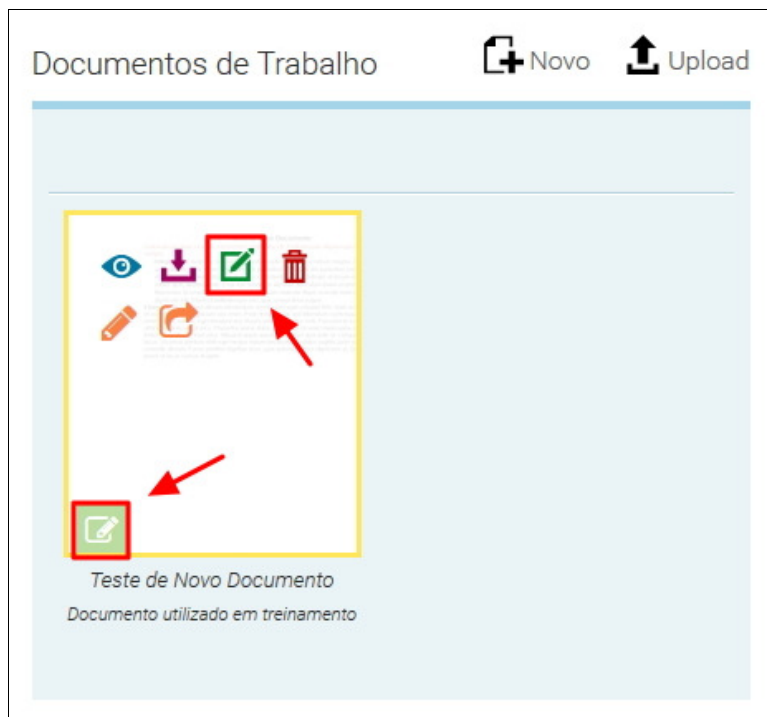 Documentos de Trabalho
Novo
Upload
Teste de Novo Documento
Documento utilizado em treinamento